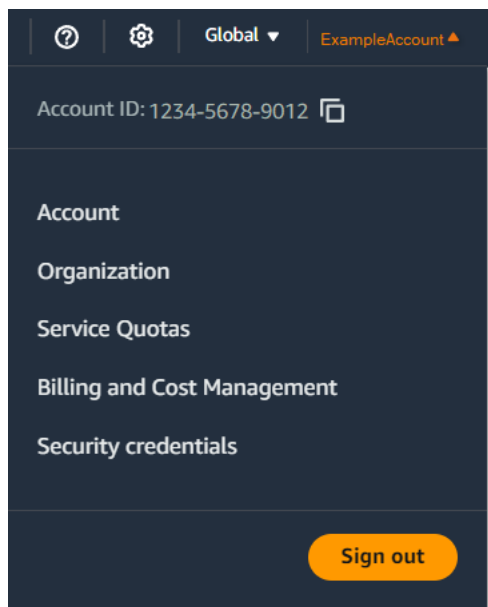 Global ExampleAccount
Account ID: 1234-5678-9012
Account
Organization
Service Quotas
Billing and Cost Management
Security credentials
Sign out